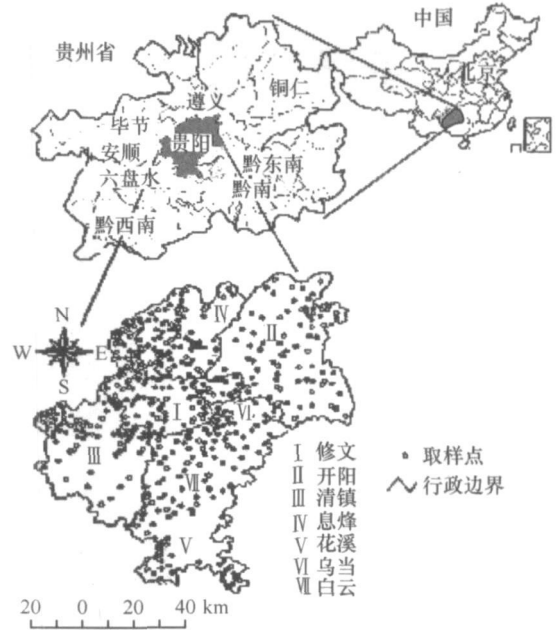 中国
贵州省
北京
铜仁
遵义
毕节
贵阳
安顺
黔东南
六盘水
黔南
黔西南
N
W E
S
Ⅳ
Ⅱ
Ⅰ
Ⅵ
Ⅲ
Ⅶ
Ⅴ
Ⅰ 修文
Ⅱ 开阳
Ⅲ 清镇
Ⅳ 息烽
Ⅴ 花溪
Ⅵ 乌当
Ⅶ 白云
取样点
行政边界
20 0 20 40 km